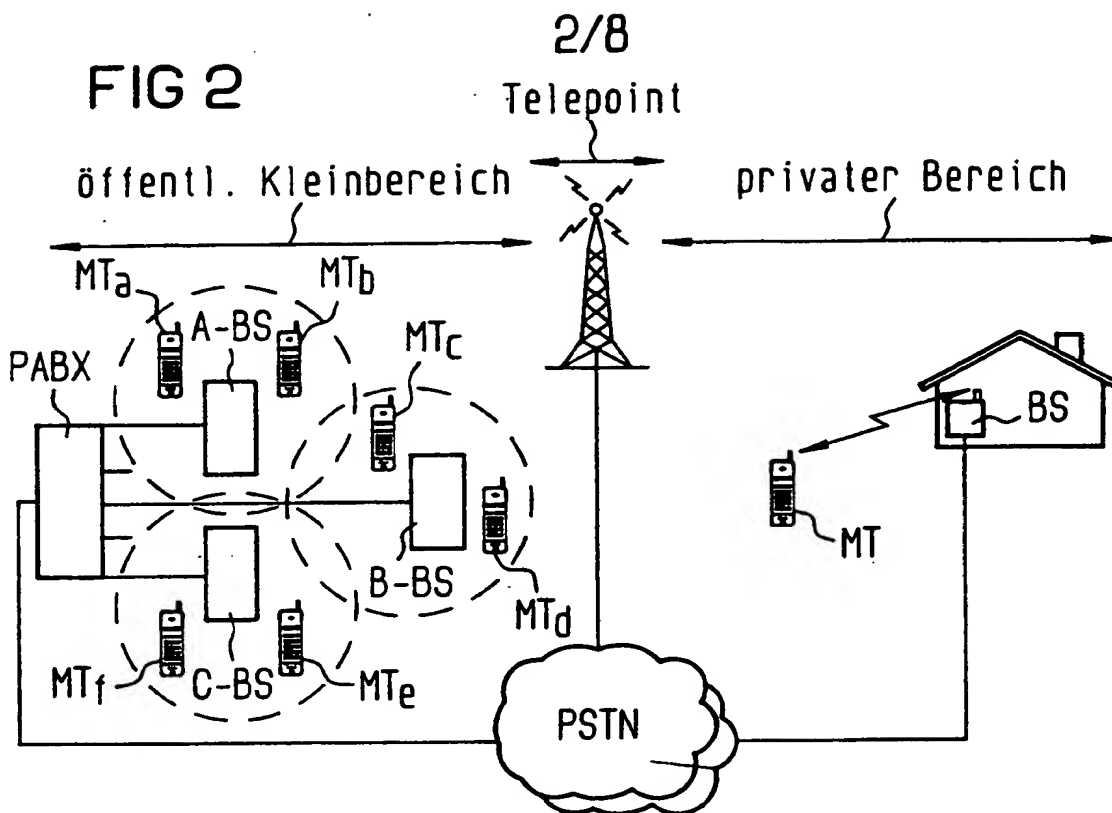 2/8
FIG 2
Telepoint
öffentl. Kleinbereich
privater Bereich
MTa
MTb
A-BS
MTc
PABX
BS
MT
B-BS
MTd
MTf
C-BS
MTe
PSTN